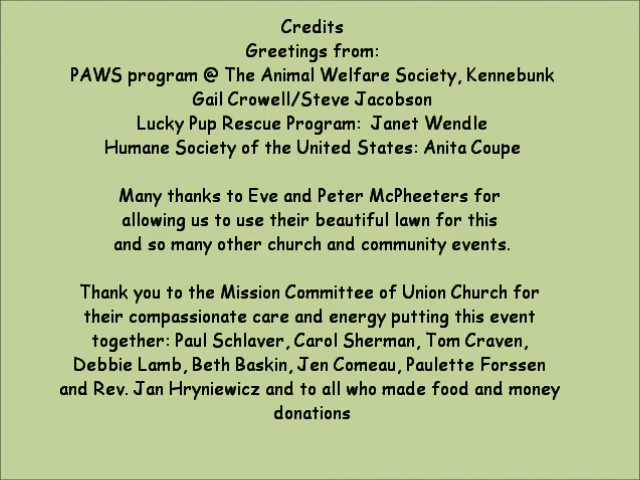 Credits
Greetings from:
PAWS program @ The Animal Welfare Society, Kennebunk
Gail Crowell/Steve Jacobson
Lucky Pup Rescue Program: Janet Wendle
Humane Society of the United States: Anita Coupe
Many thanks to Eve and Peter McPheeters for
allowing us to use their beautiful lawn for this
and so many other church and community events.
Thank you to the Mission Committee of Union Church for
their compassionate care and energy putting this event
together: Paul Schlaver, Carol Sherman, Tom Craven,
Debbie Lamb, Beth Baskin, Jen Comeau, Paulette Forssen
and Rev. Jan Hryniewicz and to all who made food and money
donations